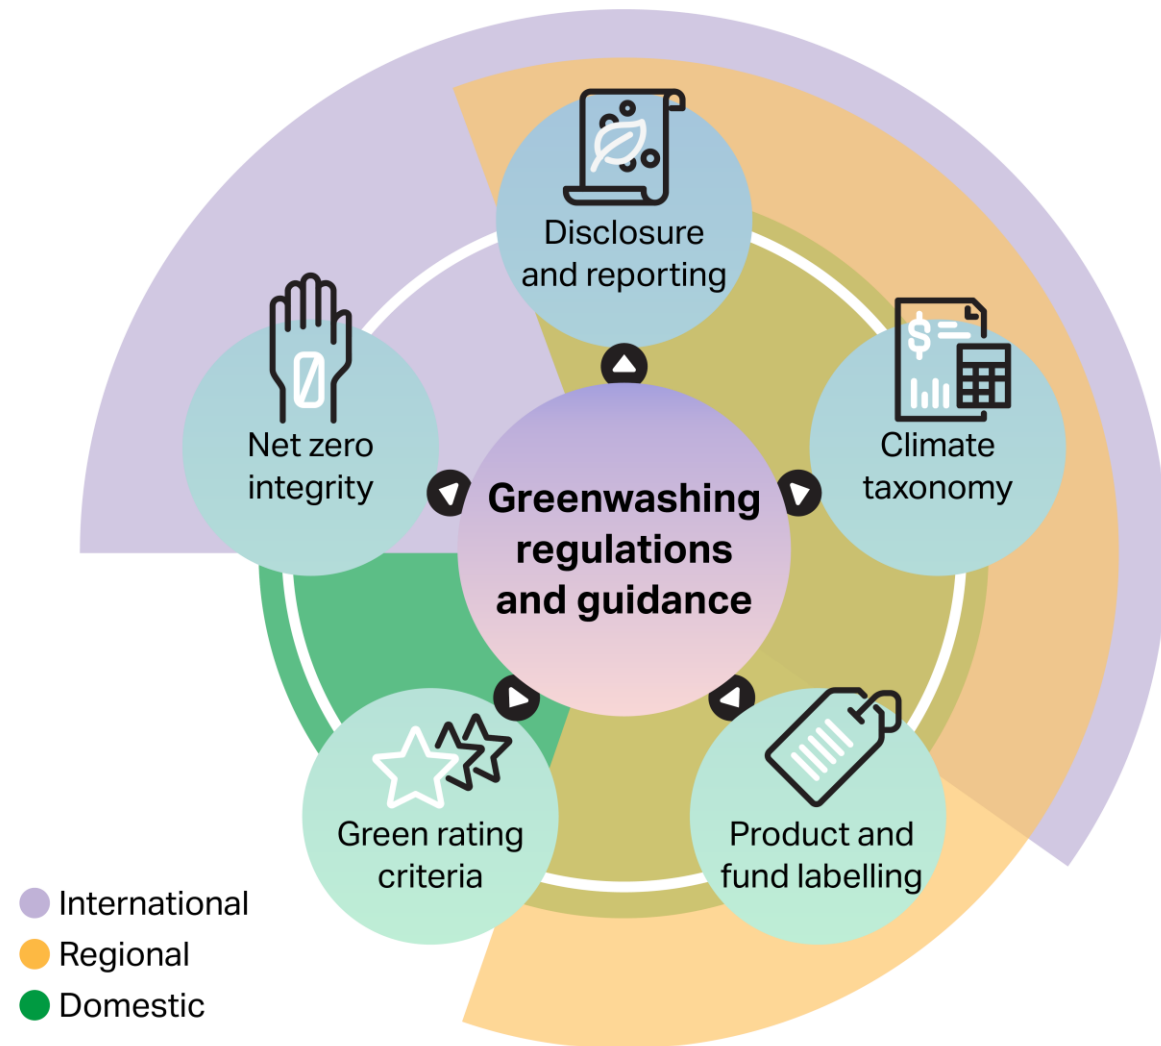 Disclosure
and reporting
Net zero
integrity
Climate
taxonomy
$
0
Greenwashing
regulations
and guidance
Green rating
criteria
Product and
fund labelling
International
Regional
Domestic